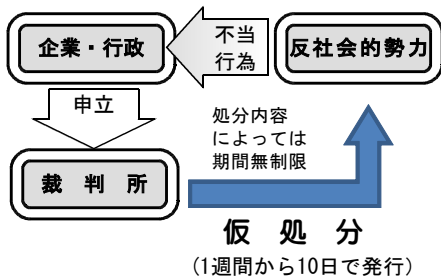 企業・行政
不当
行為
反社会的勢力
申立
処分内容
によっては
期間無制限
裁 判 所
仮 処 分
(1週間から10日で発行)